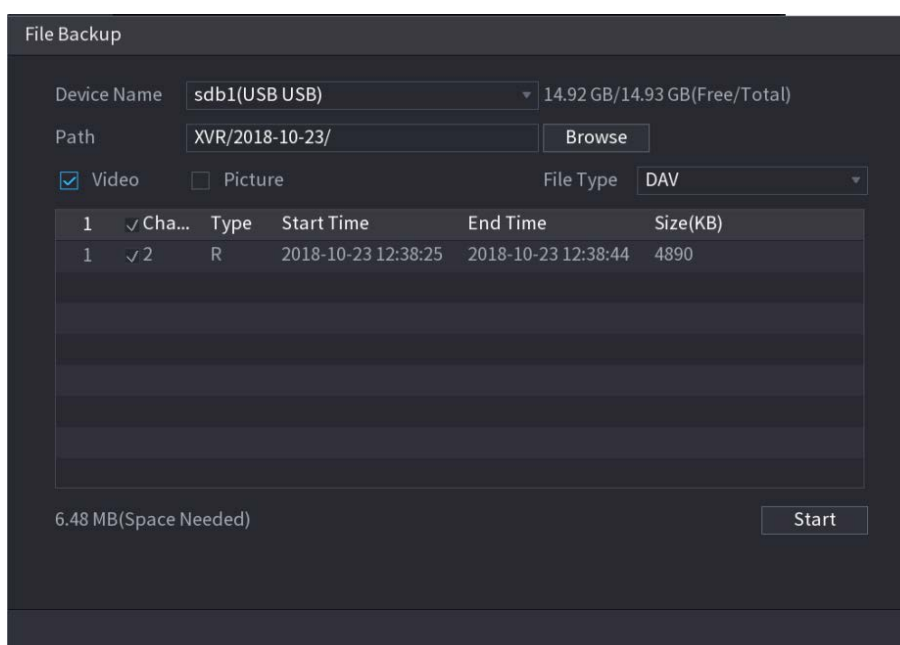 File Backup
Device Name sdb1(USB USB) 14.92 GB/14.93 GB(Free/Total)
Path XVR/2018-10-23/ Browse
Video Picture File Type DAV
1 Cha... Type Start Time End Time Size(KB)
1 2 R 2018-10-23 12:38:25 2018-10-23 12:38:44 4890
6.48 MB(Space Needed) Start